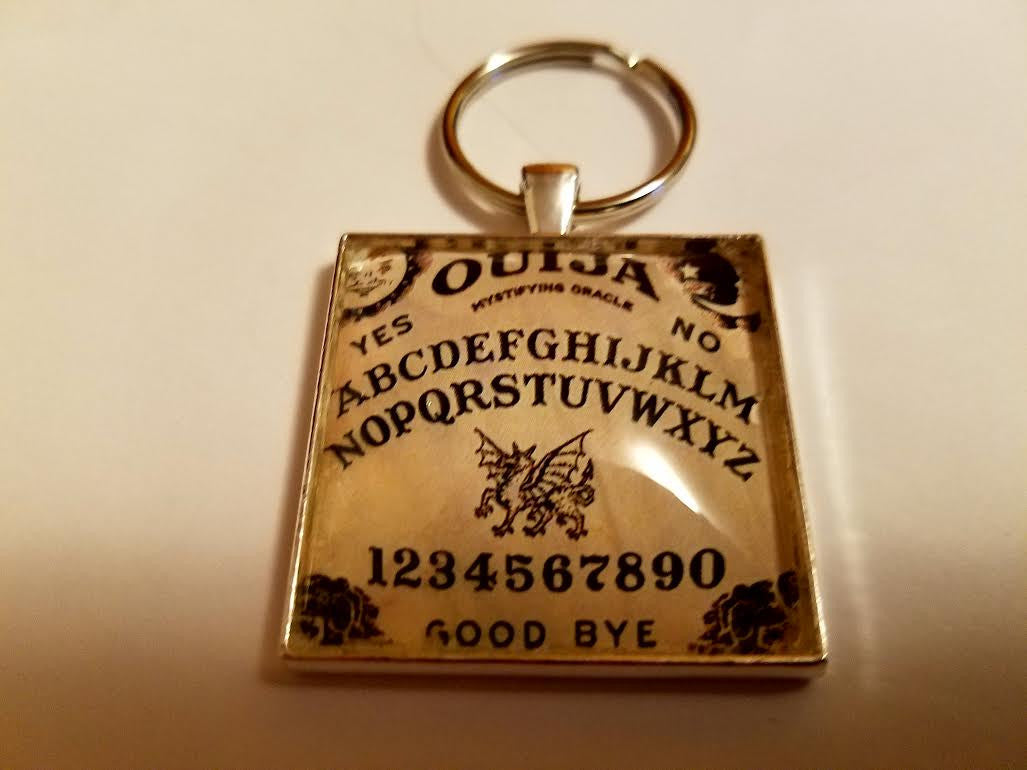 OUIJA
MYSTIFYING ORACLE
YES NO
ABCDEFGHIJKLM
NOPQRSTUVWXYZ
1234567890
GOOD BYE